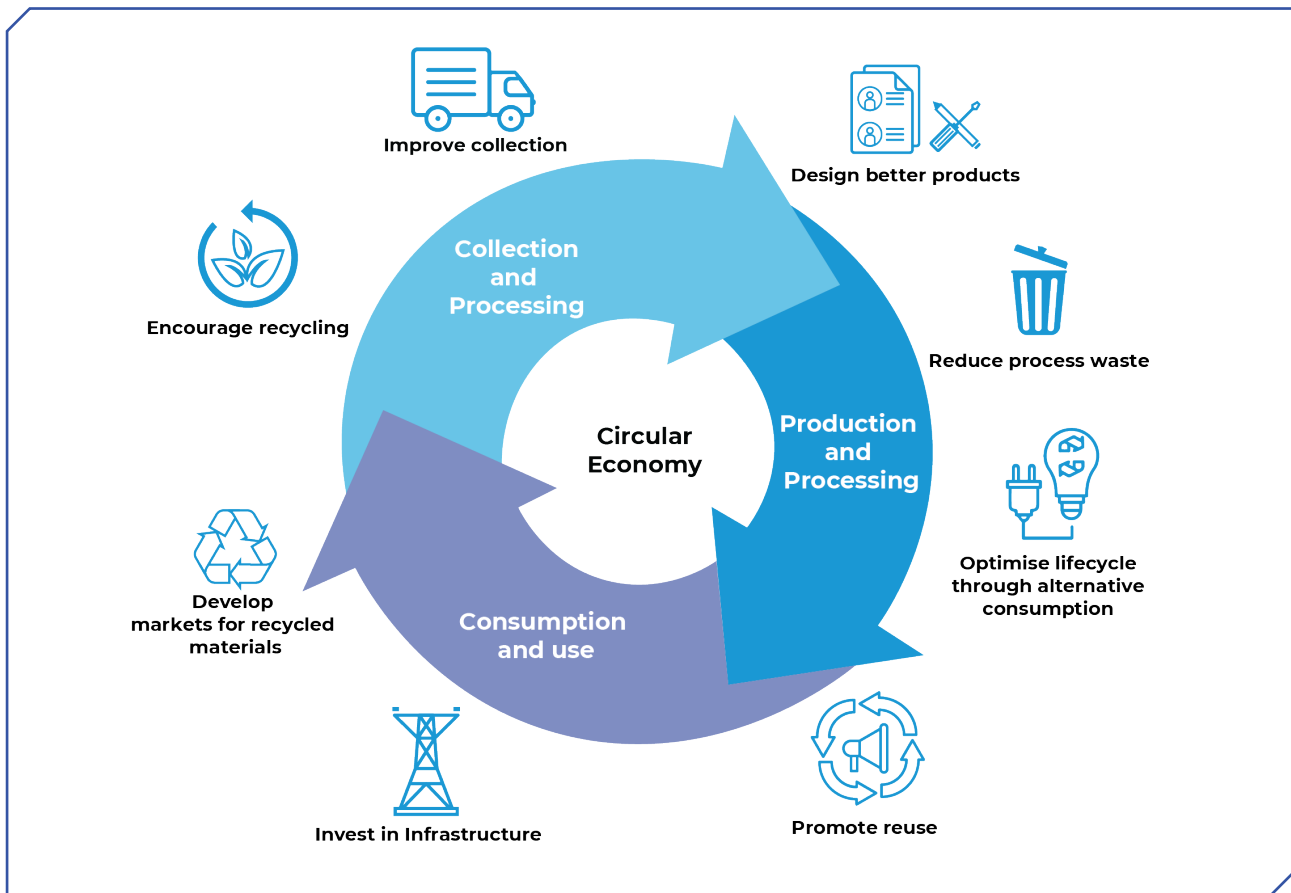 Improve collection
Design better products
Collection
and
Processing
Encourage recycling
Reduce process waste
Production
and
Processing
Circular
Economy
Optimise lifecycle
through alternative
consumption
Develop
markets for recycled
materials
Consumption
and use
Promote reuse
Invest in Infrastructure